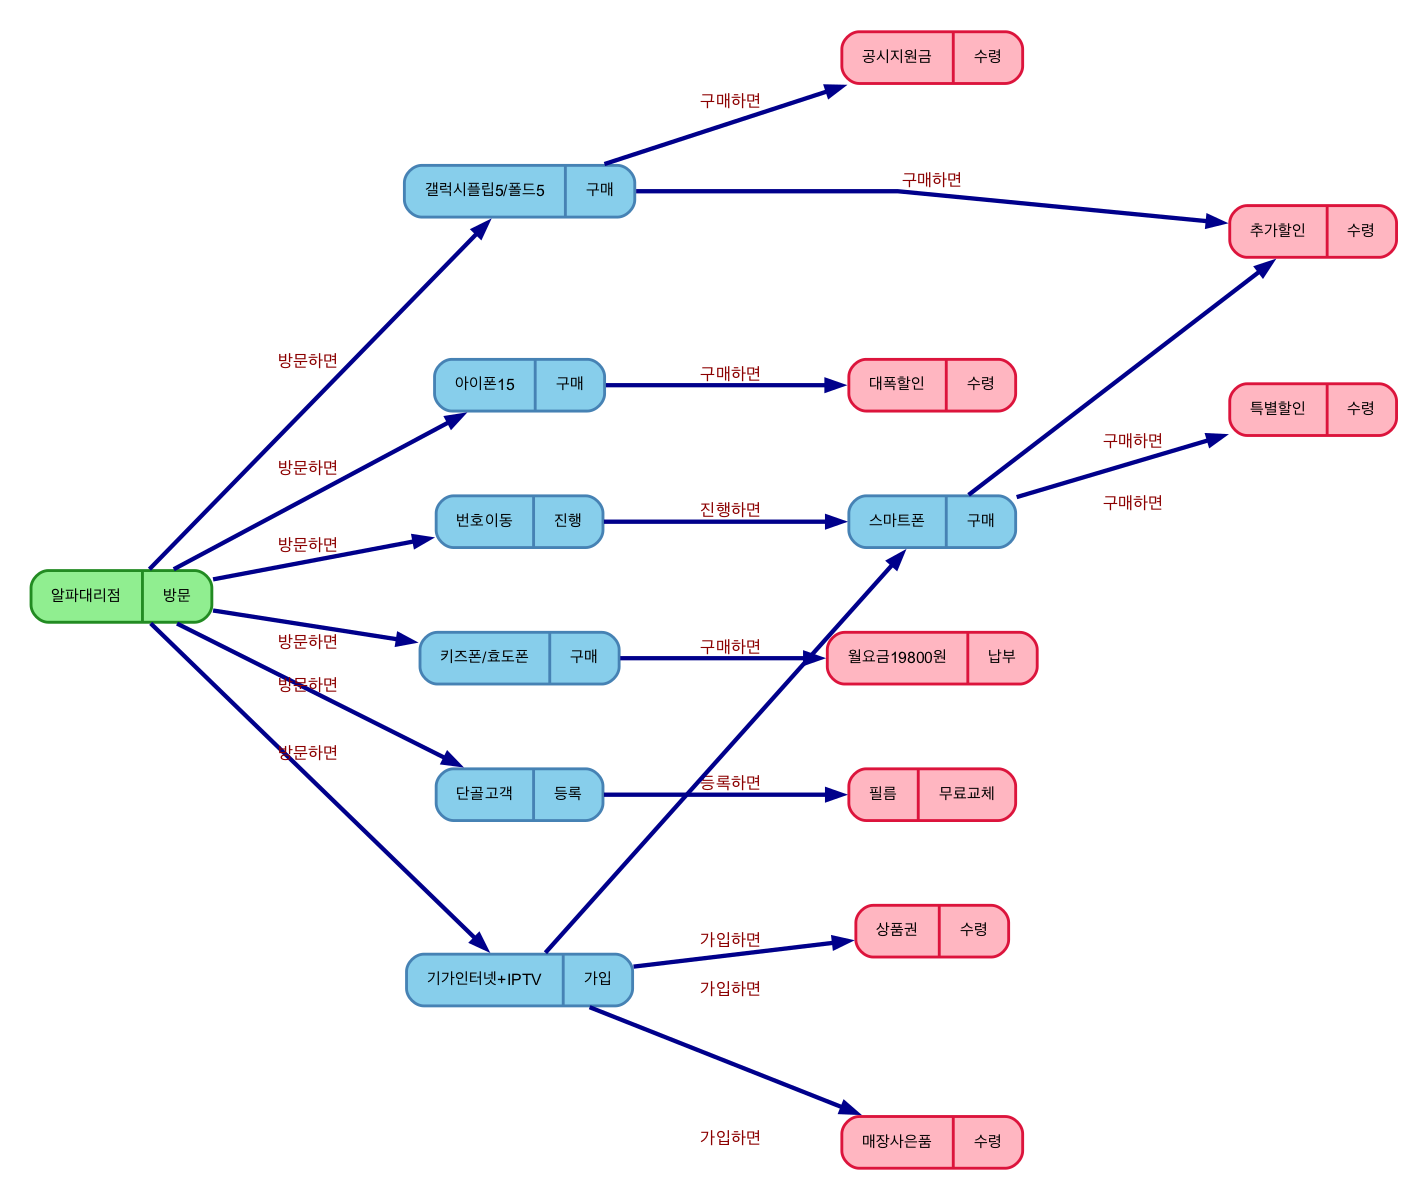 공시지원금 수령
구매하면
구매하면
갤럭시플립5/폴드5 구매
추가할인 수령
방문하면
아이폰15 구매
구매하면
대폭할인 수령
특별할인 수령
구매하면
방문하면
구매하면
번호이동 진행
진행하면
스마트폰 구매
방문하면
알파대리점 방문
방문하면
키즈폰/효도폰 구매
구매하면
월요금19800원 납부
방문하면
방문하면
단골고객 등록
등록하면
필름 무료교체
가입하면
상품권 수령
기가인터넷+IPTV 가입
가입하면
가입하면
매장사은품 수령